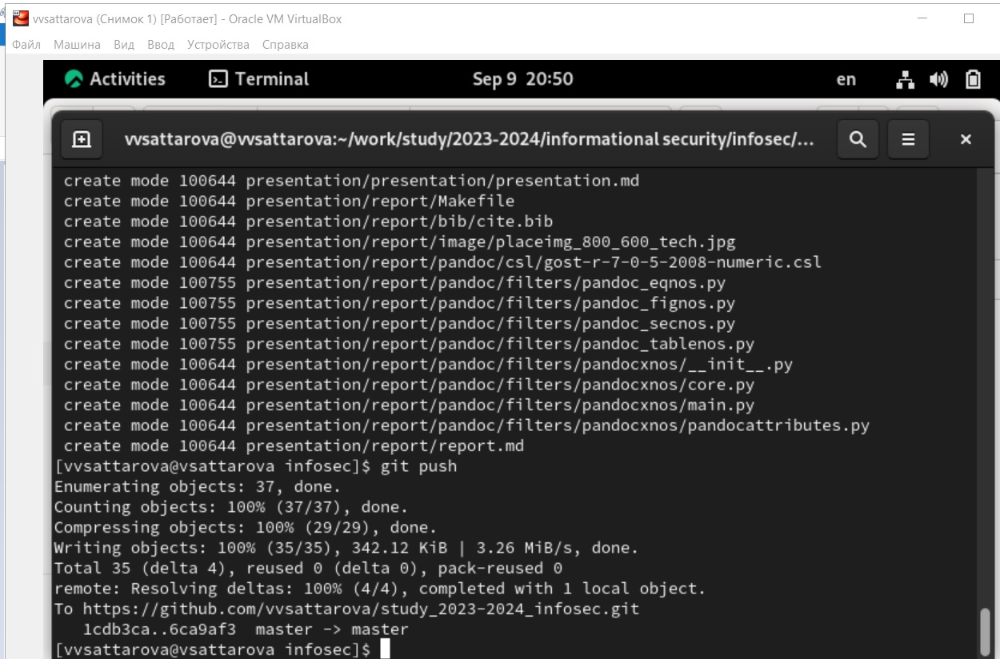 vvsattarova (Снимок 1) [Работает] - Oracle VM VirtualBox
Файл Машина Вид Ввод Устройства Справка
Activities Terminal Sep 9 20:50 en
vvsattarova@vvsattarova:~/work/study/2023-2024/informational security/infosec/...
create mode 100644 presentation/presentation/presentation.md
create mode 100644 presentation/report/Makefile
create mode 100644 presentation/report/bib/cite.bib
create mode 100644 presentation/report/image/placeimg_800_600_tech.jpg
create mode 100644 presentation/report/pandoc/csl/gost-r-7-0-5-2008-numeric.csl
create mode 100755 presentation/report/pandoc/filters/pandoc_eqnos.py
create mode 100755 presentation/report/pandoc/filters/pandoc_fignos.py
create mode 100755 presentation/report/pandoc/filters/pandoc_secnos.py
create mode 100755 presentation/report/pandoc/filters/pandoc_tablenos.py
create mode 100644 presentation/report/pandoc/filters/pandocxnos/__init__.py
create mode 100644 presentation/report/pandoc/filters/pandocxnos/core.py
create mode 100644 presentation/report/pandoc/filters/pandocxnos/main.py
create mode 100644 presentation/report/pandoc/filters/pandocxnos/pandocattributes.py
create mode 100644 presentation/report/report.md
[vvsattarova@vsattarova infosec]$ git push
Enumerating objects: 37, done.
Counting objects: 100% (37/37), done.
Compressing objects: 100% (29/29), done.
Writing objects: 100% (35/35), 342.12 KiB | 3.26 MiB/s, done.
Total 35 (delta 4), reused 0 (delta 0), pack-reused 0
remote: Resolving deltas: 100% (4/4), completed with 1 local object.
To https://github.com/vvsattarova/study_2023-2024_infosec.git
1cdb3ca..6ca9af3 master -> master
[vvsattarova@vsattarova infosec]$